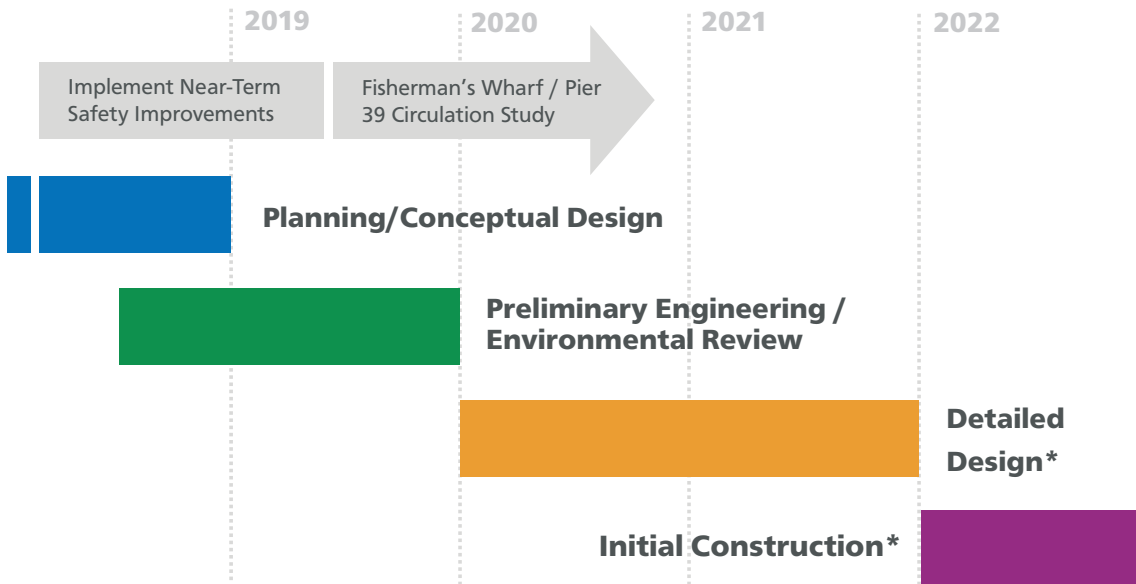 2019
2020
2021
2022
Implement Near-Term
Safety Improvements
Fisherman’s Wharf / Pier
39 Circulation Study
Planning/Conceptual Design
Preliminary Engineering /
Environmental Review
Detailed
Design*
Initial Construction*